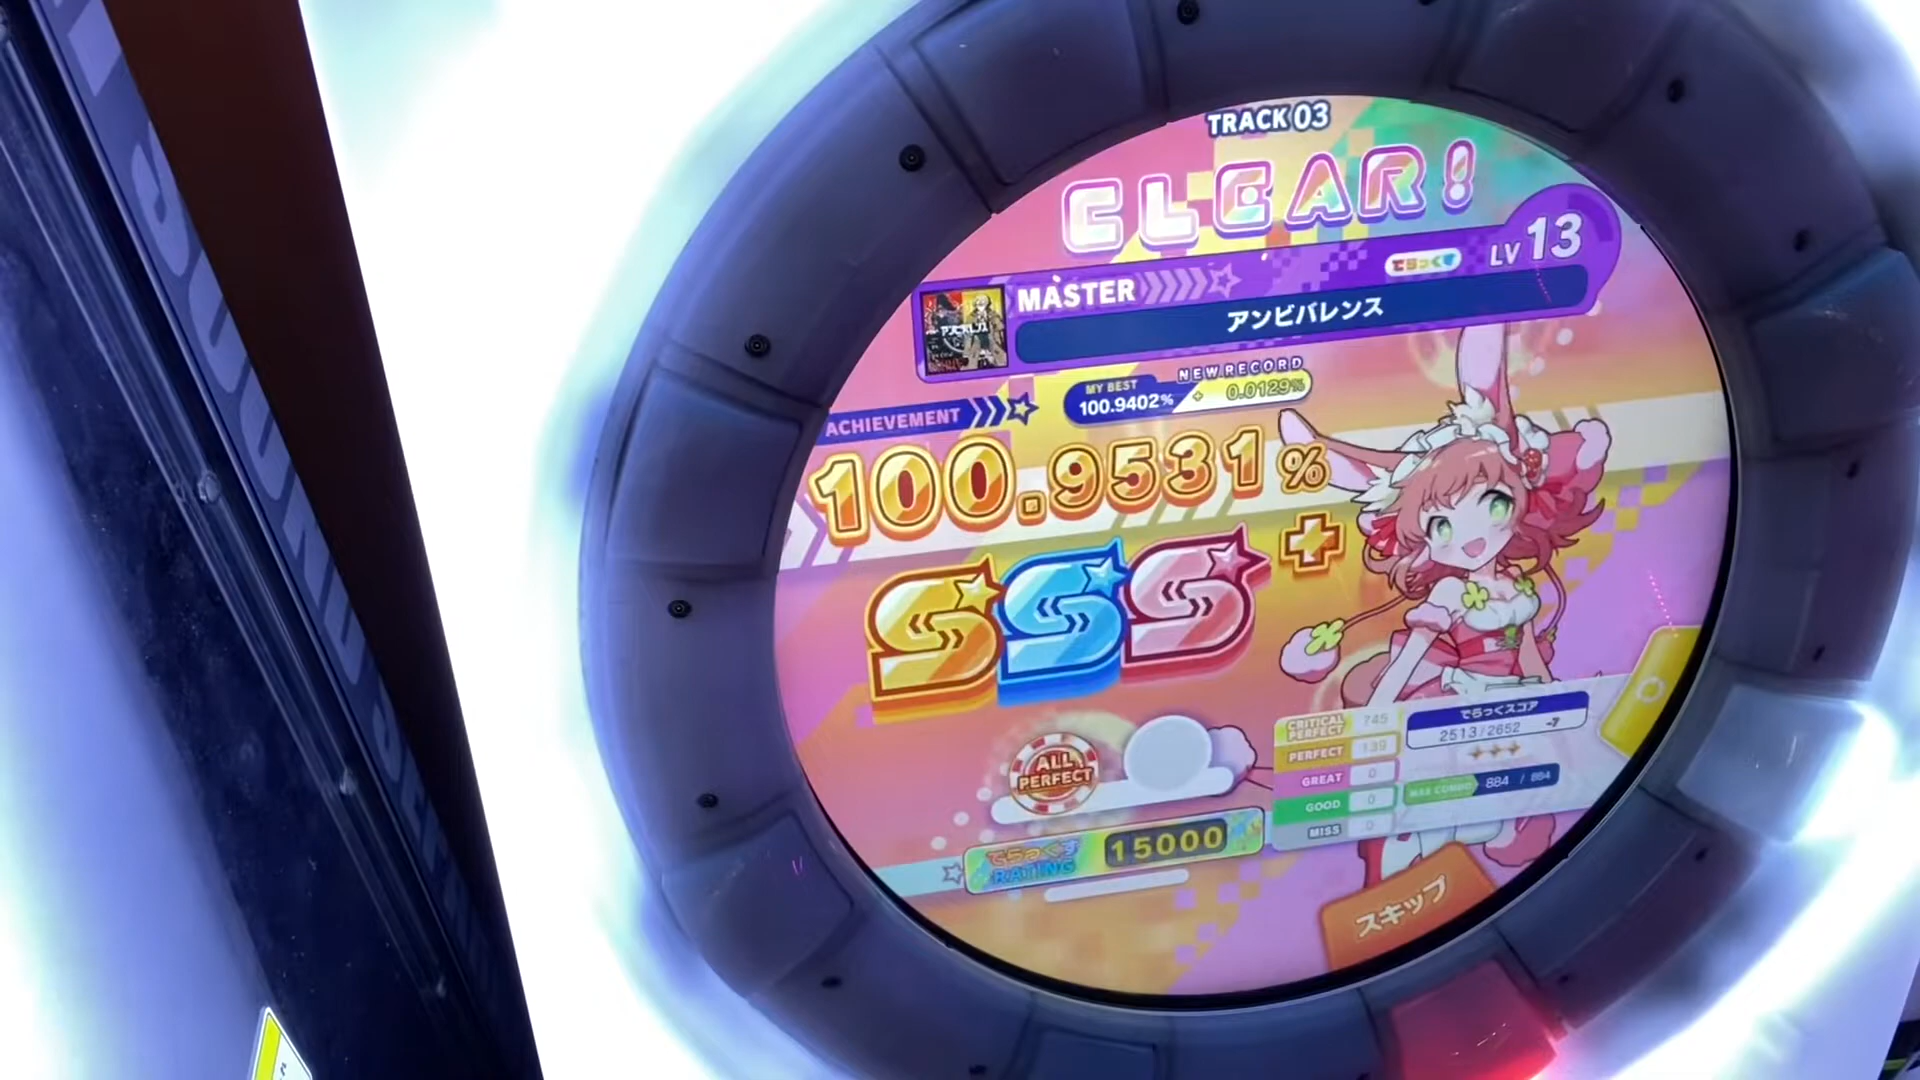 TRACK 03
CLEAR!
MASTER
でらっくす
LV 13
アンビバレンス
MY BEST
100.9402%
NEW RECORD
+ 0.0129%
ACHIEVEMENT
100.9531%
SSS+
ALL
PERFECT
でらっくす
RATING
15000
CRITICAL
PERFECT 745
PERFECT 139
GREAT 0
GOOD 0
MISS 0
でらっくスコア
2513/2652
MAX COMBO 884 / 884
スキップ